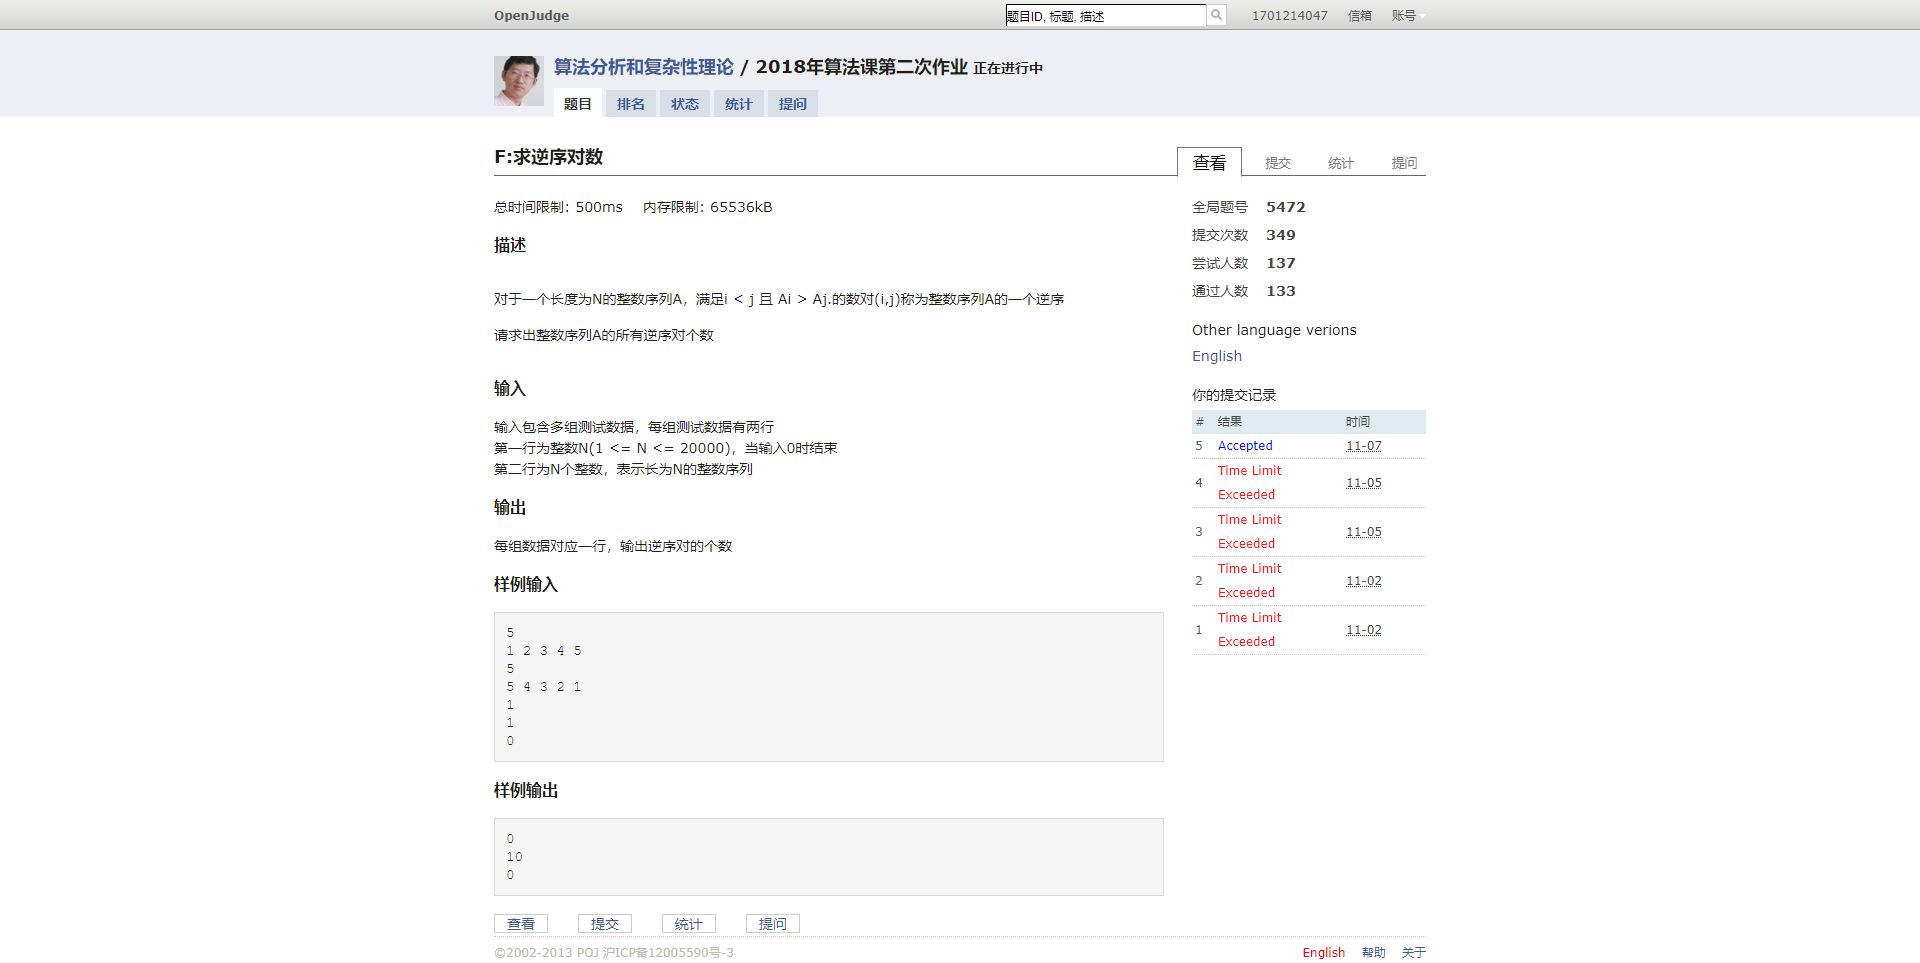 OpenJudge
题目ID, 标题, 描述
1701214047 信箱 账号
算法分析和复杂性理论 / 2018年算法课第二次作业 正在进行中
题目 排名 状态 统计 提问
F:求逆序对数
查看 提交 统计 提问
总时间限制: 500ms 内存限制: 65536kB
描述
对于一个长度为N的整数序列A，满足i < j 且 Ai > Aj.的数对(i,j)称为整数序列A的一个逆序
请求出整数序列A的所有逆序对个数
输入
输入包含多组测试数据，每组测试数据有两行
第一行为整数N(1 <= N <= 20000)，当输入0时结束
第二行为N个整数，表示长为N的整数序列
输出
每组数据对应一行，输出逆序对的个数
样例输入
5
1 2 3 4 5
5
5 4 3 2 1
1
1
0
样例输出
0
10
0
查看 提交 统计 提问
全局题号 5472
提交次数 349
尝试人数 137
通过人数 133
Other language verions
English
你的提交记录
# 结果 时间
5 Accepted 11-07
4 Time Limit Exceeded 11-05
3 Time Limit Exceeded 11-05
2 Time Limit Exceeded 11-02
1 Time Limit Exceeded 11-02
©2002-2013 POJ 沪ICP备12005590号-3
English 帮助 关于